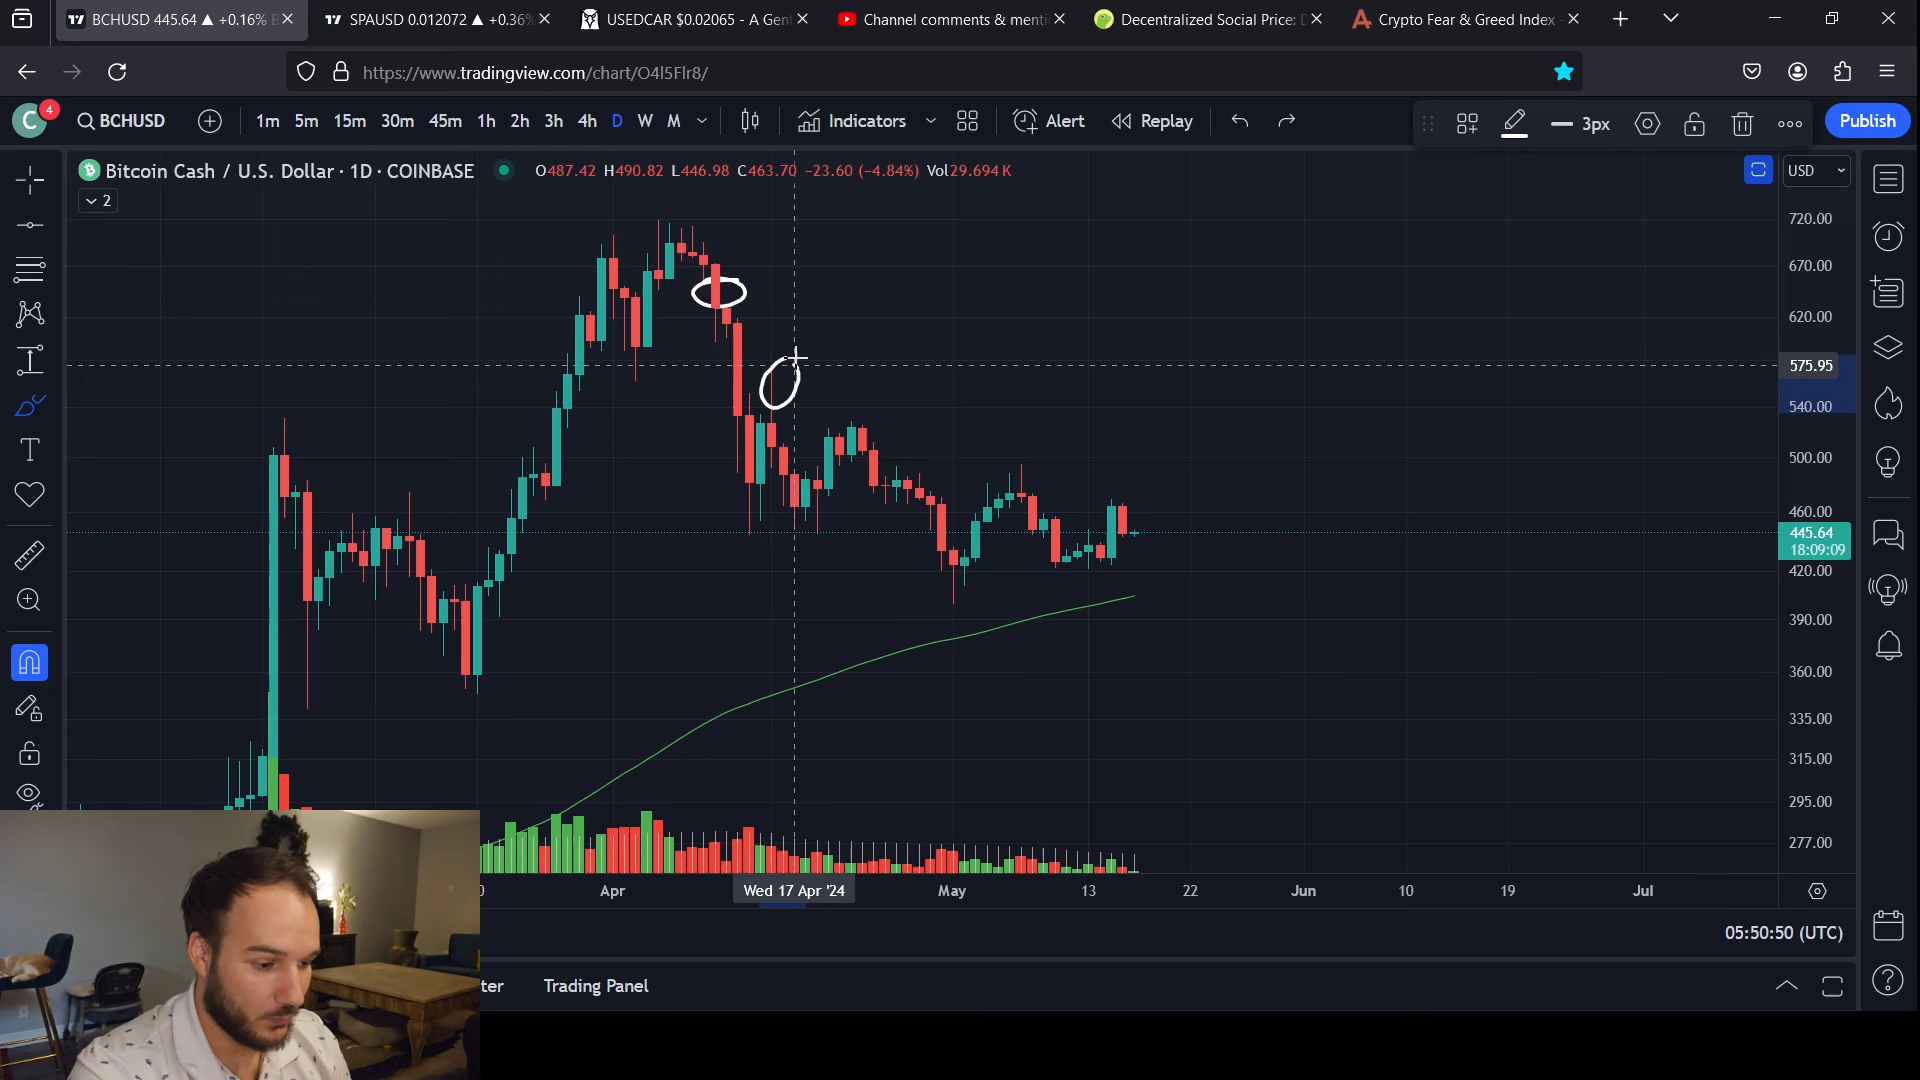 BCHUSD 445.64 ▲ +0.16%
SPAUSD 0.012072 ▲ +0.36%
USEDCAR $0.02065 - A Gent
Channel comments & menti
Decentralized Social Price:
Crypto Fear & Greed Index
https://www.tradingview.com/chart/O4l5Flr8/
C 4
BCHUSD
1m 5m 15m 30m 45m 1h 2h 3h 4h D W M
Indicators
Alert
Replay
3px
Publish
Bitcoin Cash / U.S. Dollar · 1D · COINBASE
O487.42 H490.82 L446.98 C463.70 −23.60 (−4.84%) Vol29.694 K
USD
2
720.00
670.00
620.00
575.95
540.00
500.00
460.00
445.64
18:09:09
420.00
390.00
360.00
335.00
315.00
295.00
277.00
Apr
Wed 17 Apr '24
May
13
22
Jun
10
19
Jul
05:50:50 (UTC)
ter
Trading Panel